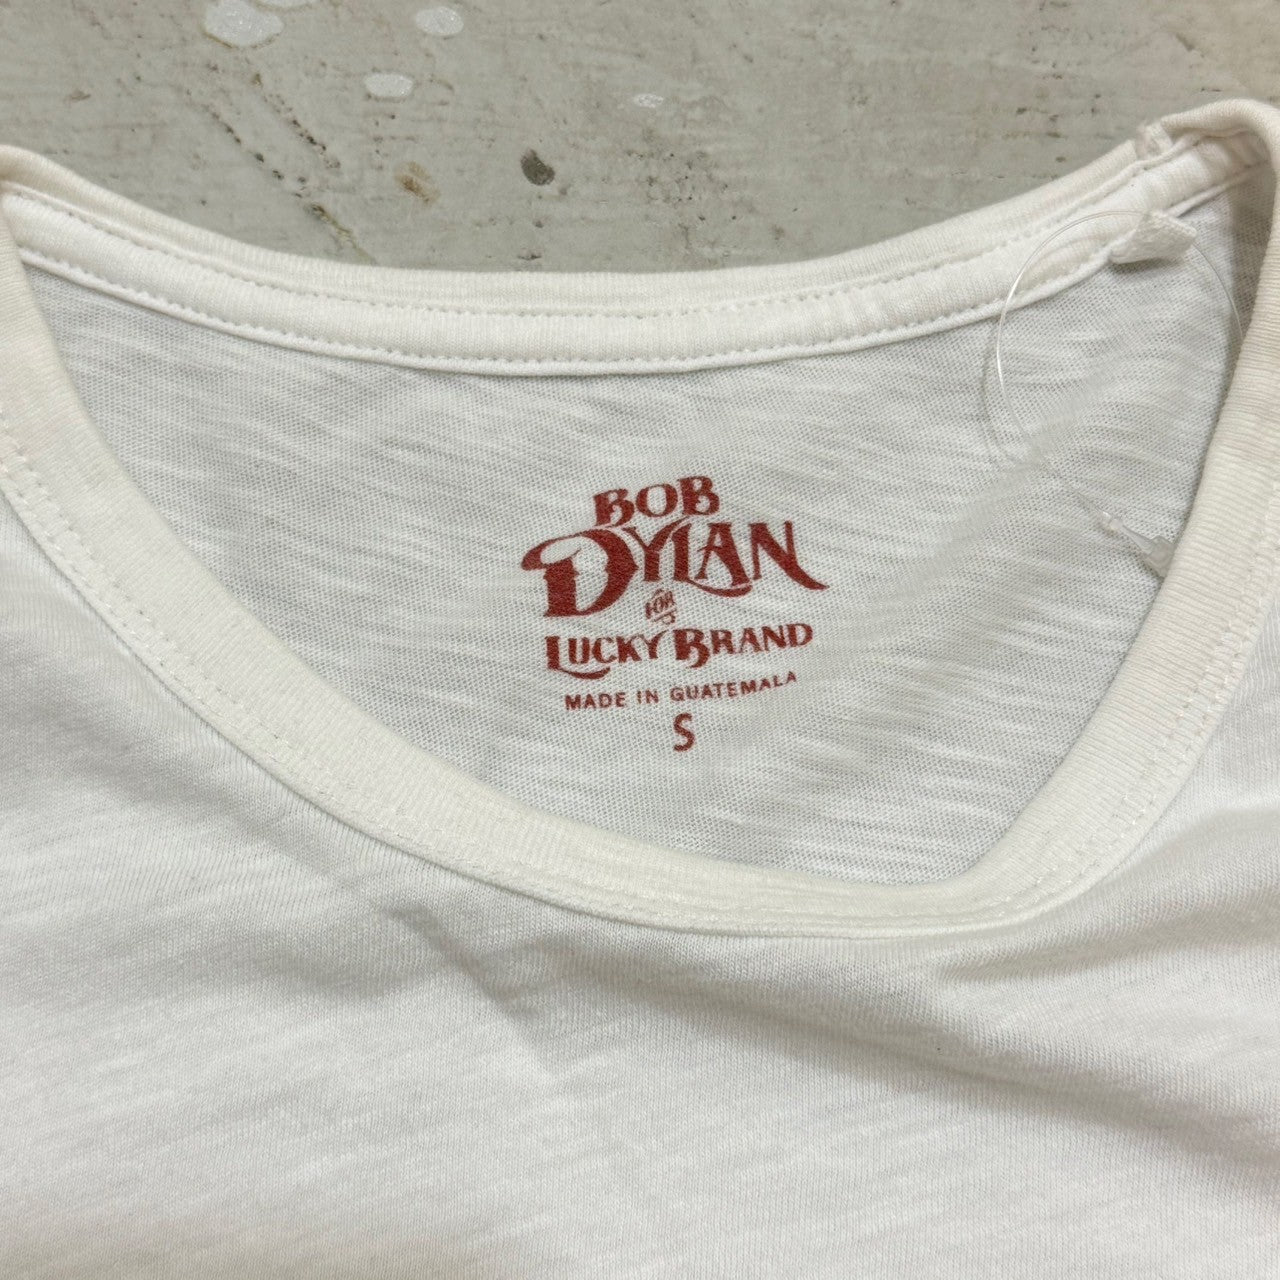 BOB
DYLAN
FOR
LUCKY BRAND
MADE IN GUATEMALA
S